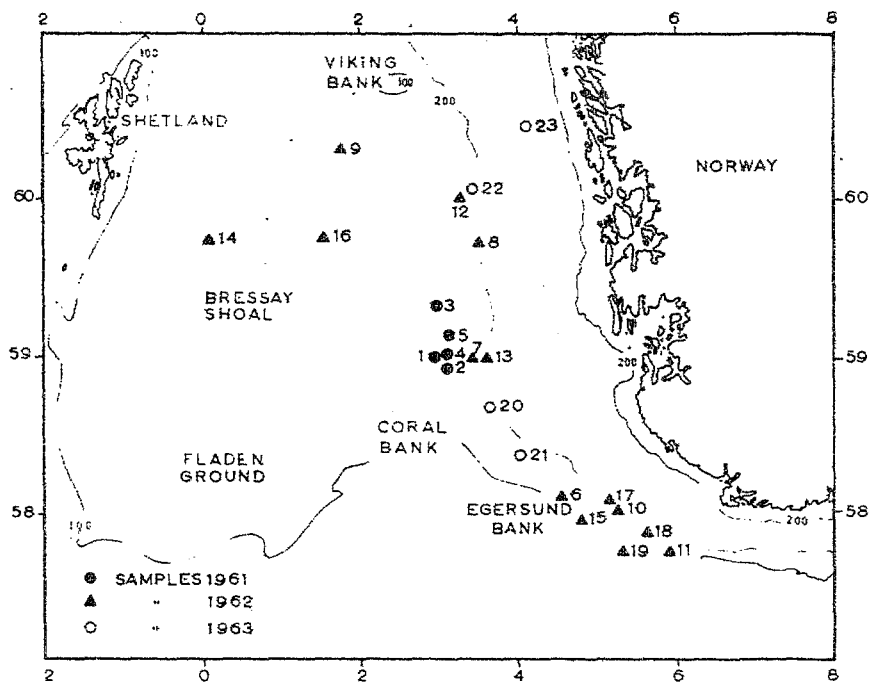 2 0 2 4 6 8
100
VIKING
BANK
100
200
SHETLAND
23
NORWAY
9
60 60
22
12
14 16 8
BRESSAY
SHOAL
3
5
59 1 4 7 13 59
2
200
20
CORAL
BANK
21
FLADEN
GROUND
6 17
58 10 58
EGERSUND
BANK
15
18
200
100
19 11
SAMPLES 1961
" 1962
" 1963
2 0 2 4 6 8